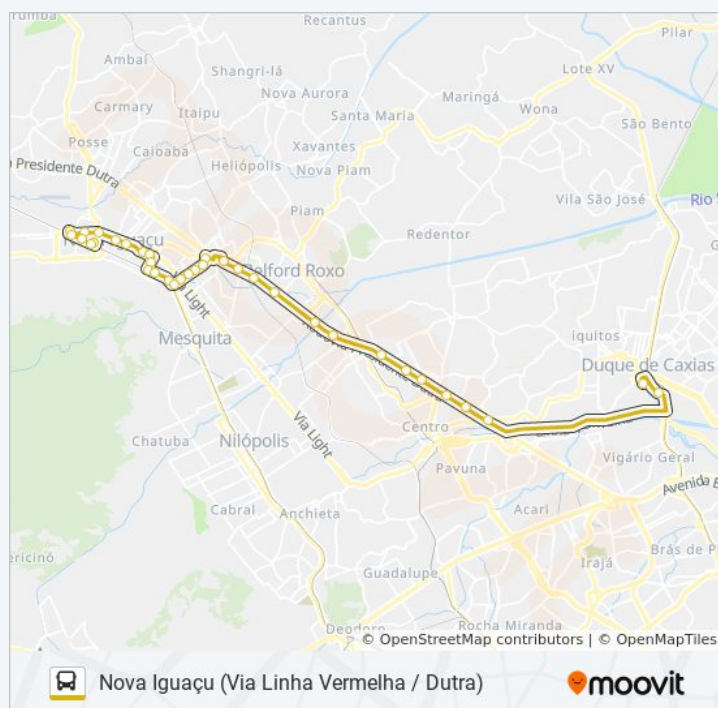 Recantus
Ambaí
Pilar
Shangri-lá
Lote XV
Carmary
Itaipu
Nova Aurora
Maringá
Wona
Santa Maria
São Bento
Posse
Caioaba
Xavantes
Heliópolis
Nova Piam
Presidente Dutra
Vila São José
Rio
Piam
Redentor
Belford Roxo
Via Light
Mesquita
iquitos
Duque de Caxias
Via Light
Chatuba
Centro
Nilópolis
Vigário Geral
Pavuna
Avenida B
Cabral
Anchieta
Acari
Brás de P
ericinó
Irajá
Guadalupe
Deodoro
Rocha Miranda
© OpenStreetMap contributors | © OpenMapTiles
Nova Iguaçu (Via Linha Vermelha / Dutra)
moovit